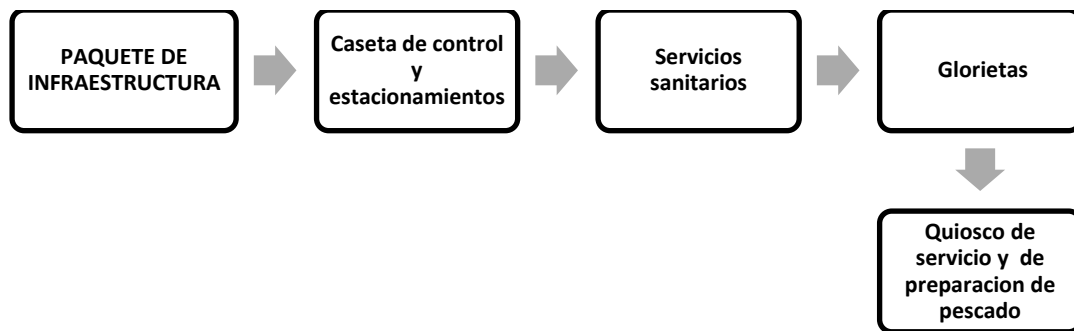 PAQUETE DE
INFRAESTRUCTURA
Caseta de control
y
estacionamientos
Servicios
sanitarios
Glorietas
Quiosco de
servicio y de
preparacion de
pescado